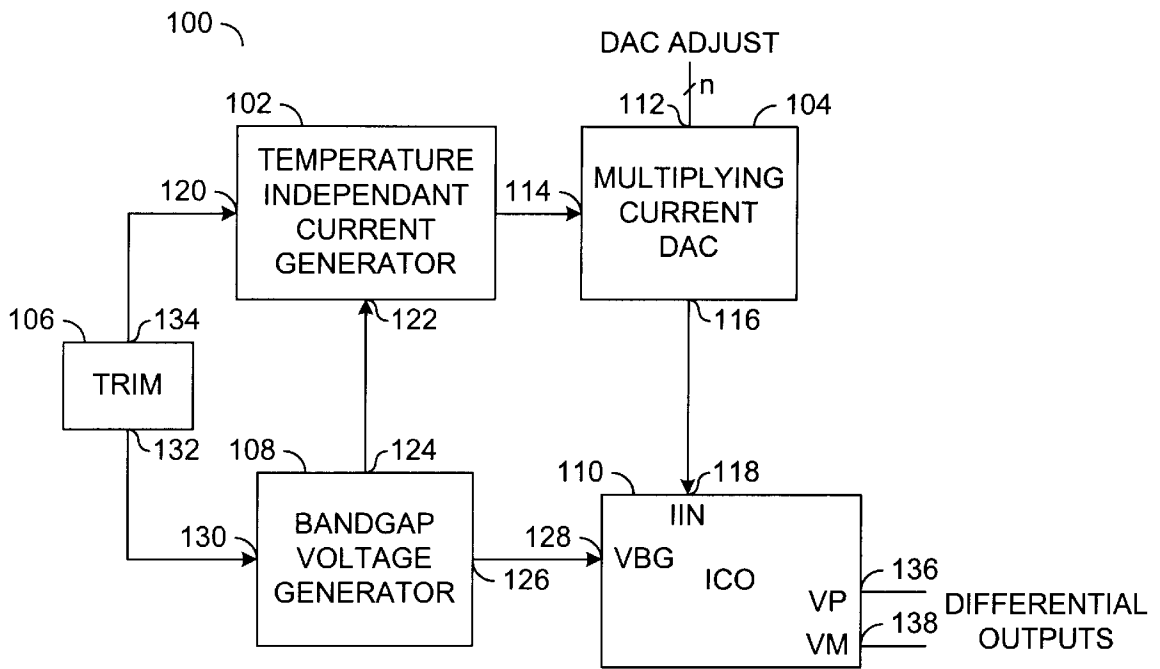 100
DAC ADJUST
n
102
112
104
TEMPERATURE
INDEPENDANT
CURRENT
GENERATOR
120
114
MULTIPLYING
CURRENT
DAC
122
116
106
134
TRIM
132
108
124
110
118
IIN
130
BANDGAP
VOLTAGE
GENERATOR
126
128
VBG
ICO
136
VP
138
VM
DIFFERENTIAL
OUTPUTS